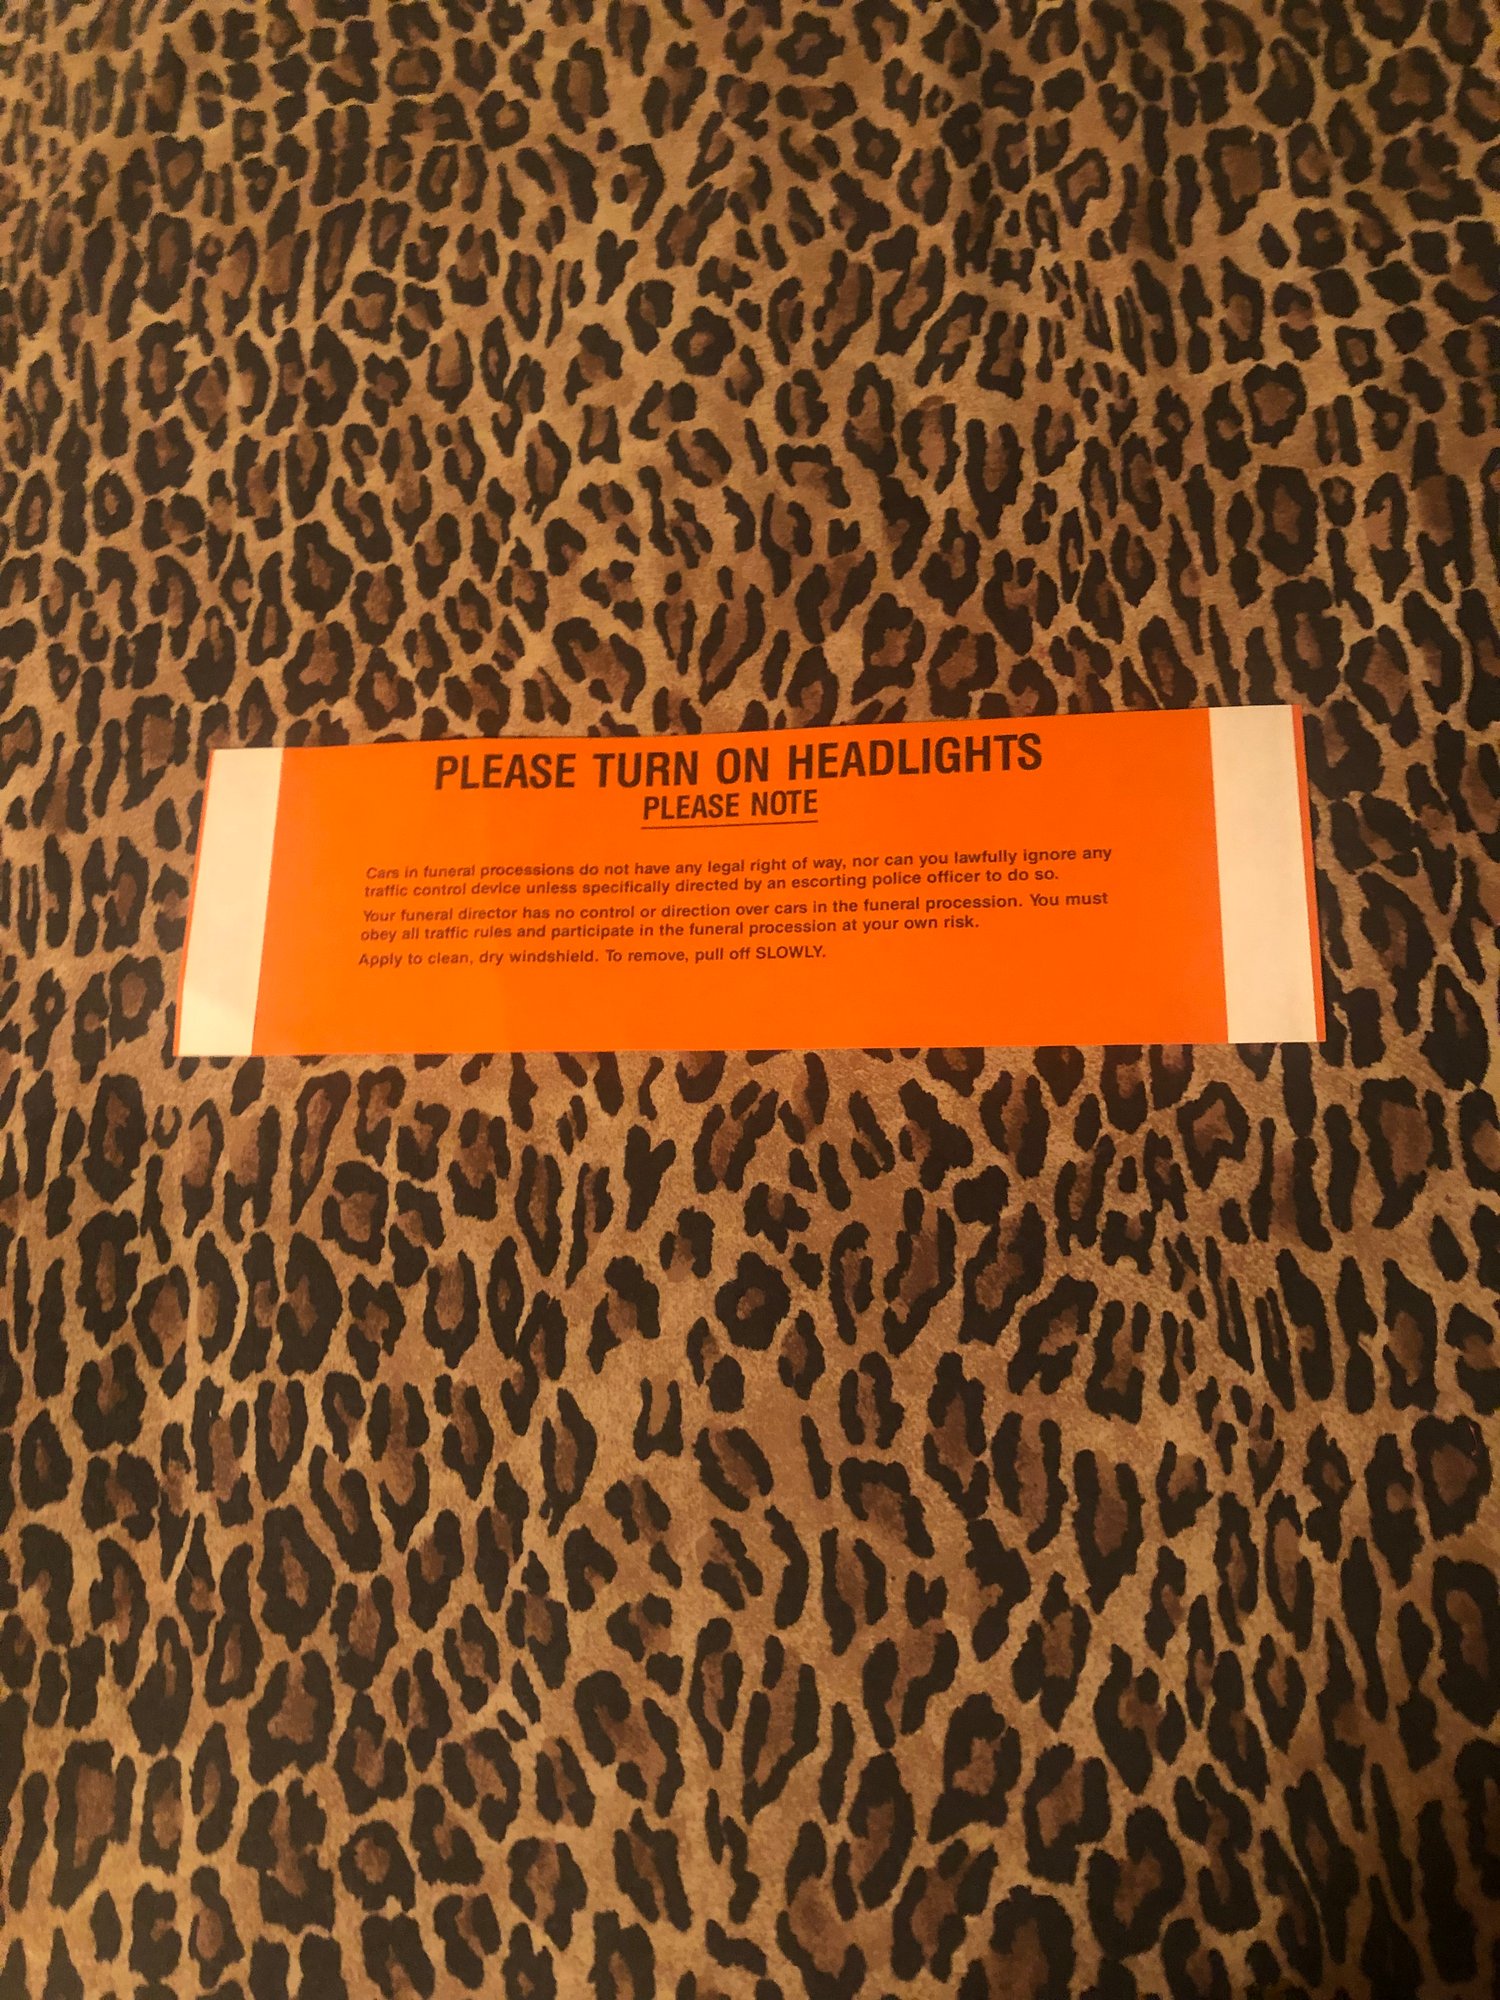 PLEASE TURN ON HEADLIGHTS
PLEASE NOTE
Cars in funeral processions do not have any legal right of way, nor can you lawfully ignore any
traffic control device unless specifically directed by an escorting police officer to do so.
Your funeral director has no control or direction over cars in the funeral procession. You must
obey all traffic rules and participate in the funeral procession at your own risk.
Apply to clean, dry windshield. To remove, pull off SLOWLY.